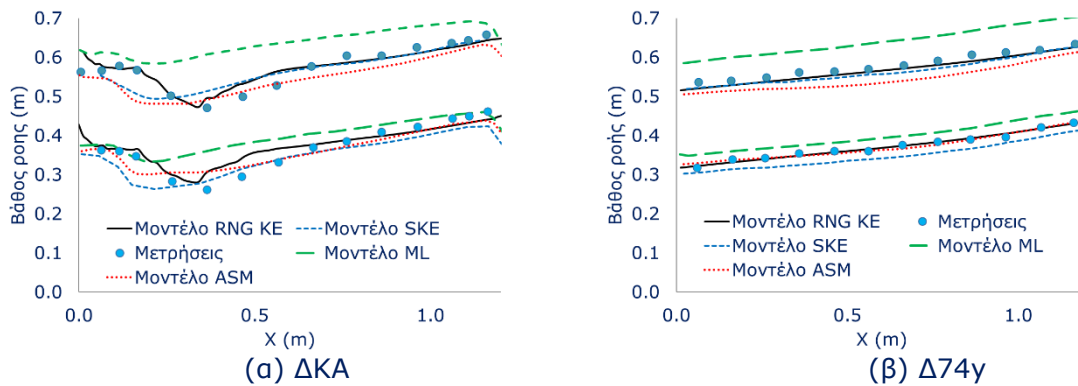 0.7
0.6
0.5
0.4
0.3
0.2
0.1
0.0
Βάθος ροής (m)
Μοντέλο RNG KE
Μοντέλο SKE
Μετρήσεις
Μοντέλο ML
Μοντέλο ASM
0.0 0.5 1.0
X (m)
(α) ΔΚΑ
0.7
0.6
0.5
0.4
0.3
0.2
0.1
0.0
Βάθος ροής (m)
Μοντέλο RNG KE
Μετρήσεις
Μοντέλο SKE
Μοντέλο ML
Μοντέλο ASM
0.0 0.5 1.0
X (m)
(β) Δ74y